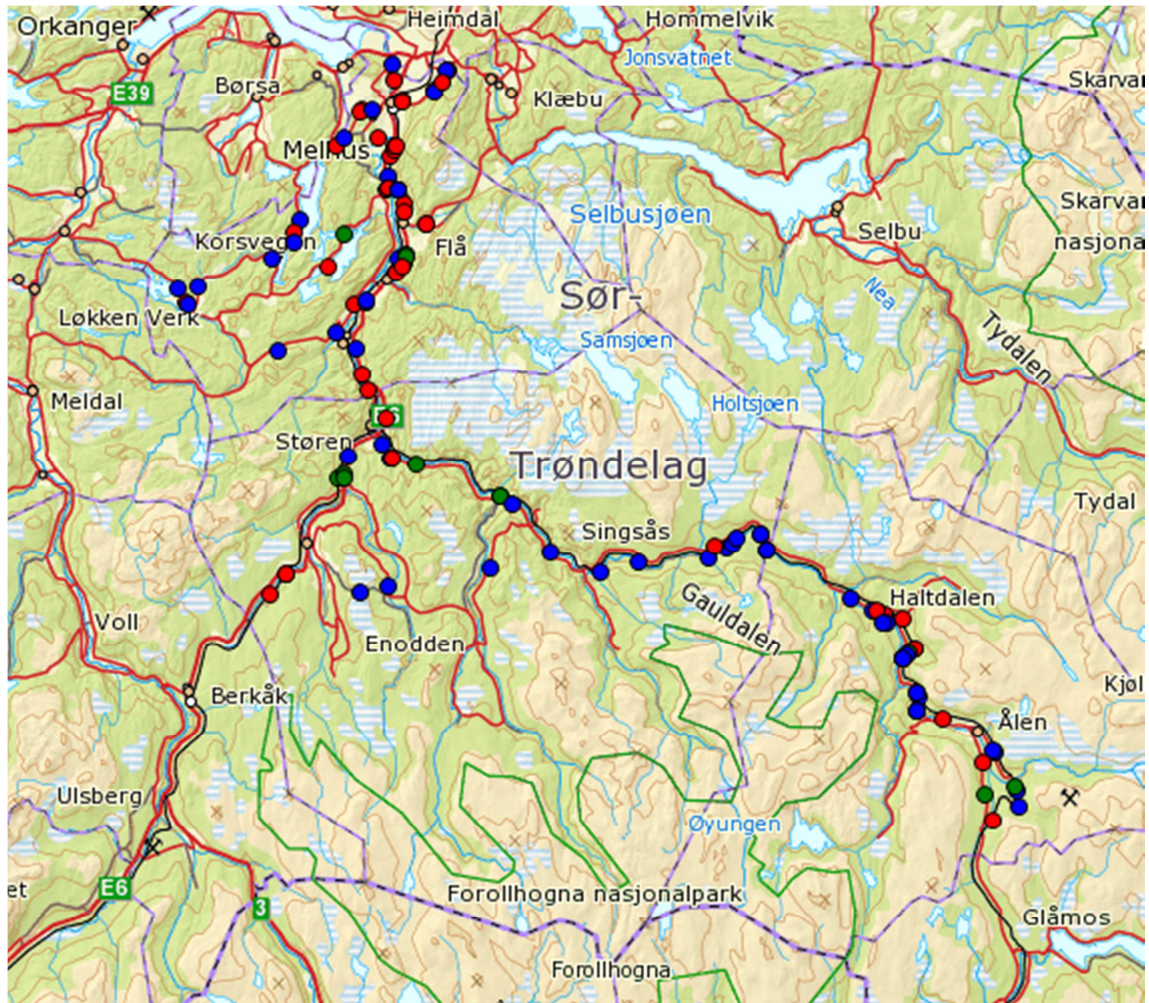 Orkanger
Heimdal
Hommelvik
Jonsvatnet
Skarvar
E39
Børsa
Klæbu
Melhus
Skarvar
nasjona
Selbusjøen
Selbu
Korsvegen
Flå
Nea
Sør-
Løkken Verk
Samsjøen
Tydalen
Meldal
Holtsjøen
E6
Støren
Trøndelag
Tydal
Singsås
Haltdalen
Gauldalen
Voll
Enodden
Berkåk
Kjøl
Ålen
Ulsberg
Øyungen
E6
et
3
Forollhogna nasjonalpark
Glåmos
Forollhogna